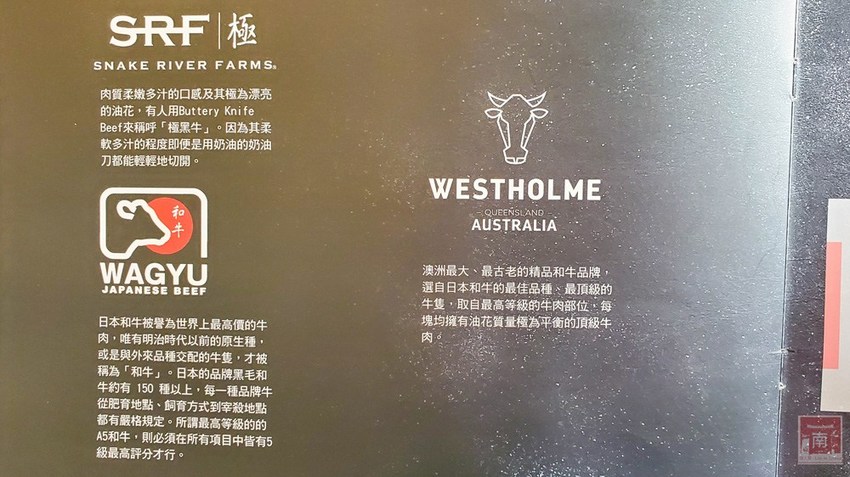 SRF 極
SNAKE RIVER FARMS®
肉質柔嫩多汁的口感及其極為漂亮
的油花，有人用Buttery Knife
Beef來稱呼「極黑牛」。因為其柔
軟多汁的程度即便是用奶油的奶油
刀都能輕輕地切開。
和牛
WAGYU
JAPANESE BEEF
日本和牛被譽為世界上最高價的牛
肉，唯有明治時代以前的原生種，
或是與外來品種交配的牛隻，才被
稱為「和牛」。日本的品牌黑毛和
牛約有 150 種以上，每一種品牌牛
從肥育地點、飼育方式到宰殺地點
都有嚴格規定。所謂最高等級的的
A5和牛，則必須在所有項目中皆有5
級最高評分才行。
WESTHOLME
QUEENSLAND
AUSTRALIA
澳洲最大、最古老的精品和牛品牌，
選自日本和牛的最佳品種、最頂級的
牛隻，取自最高等級的牛肉部位，每
塊均擁有油花質量極為平衡的頂級牛
肉。
南